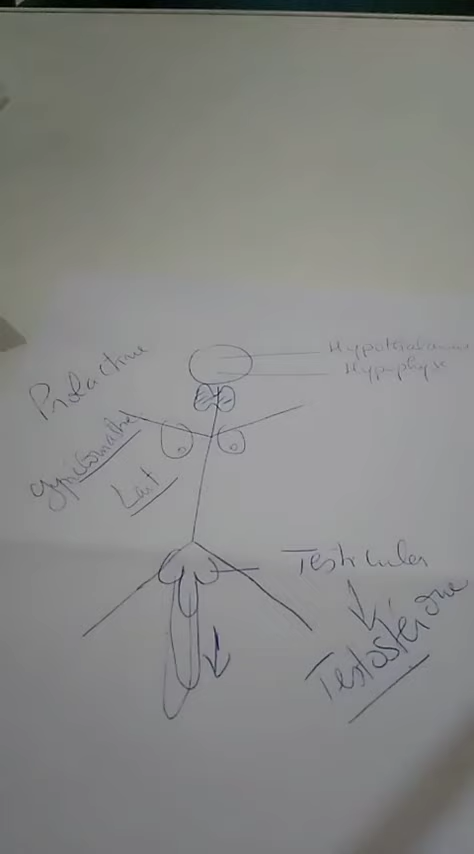 Hypothalamus
Hypophyse
Prolactine
Lait
Testicules
Testostérone